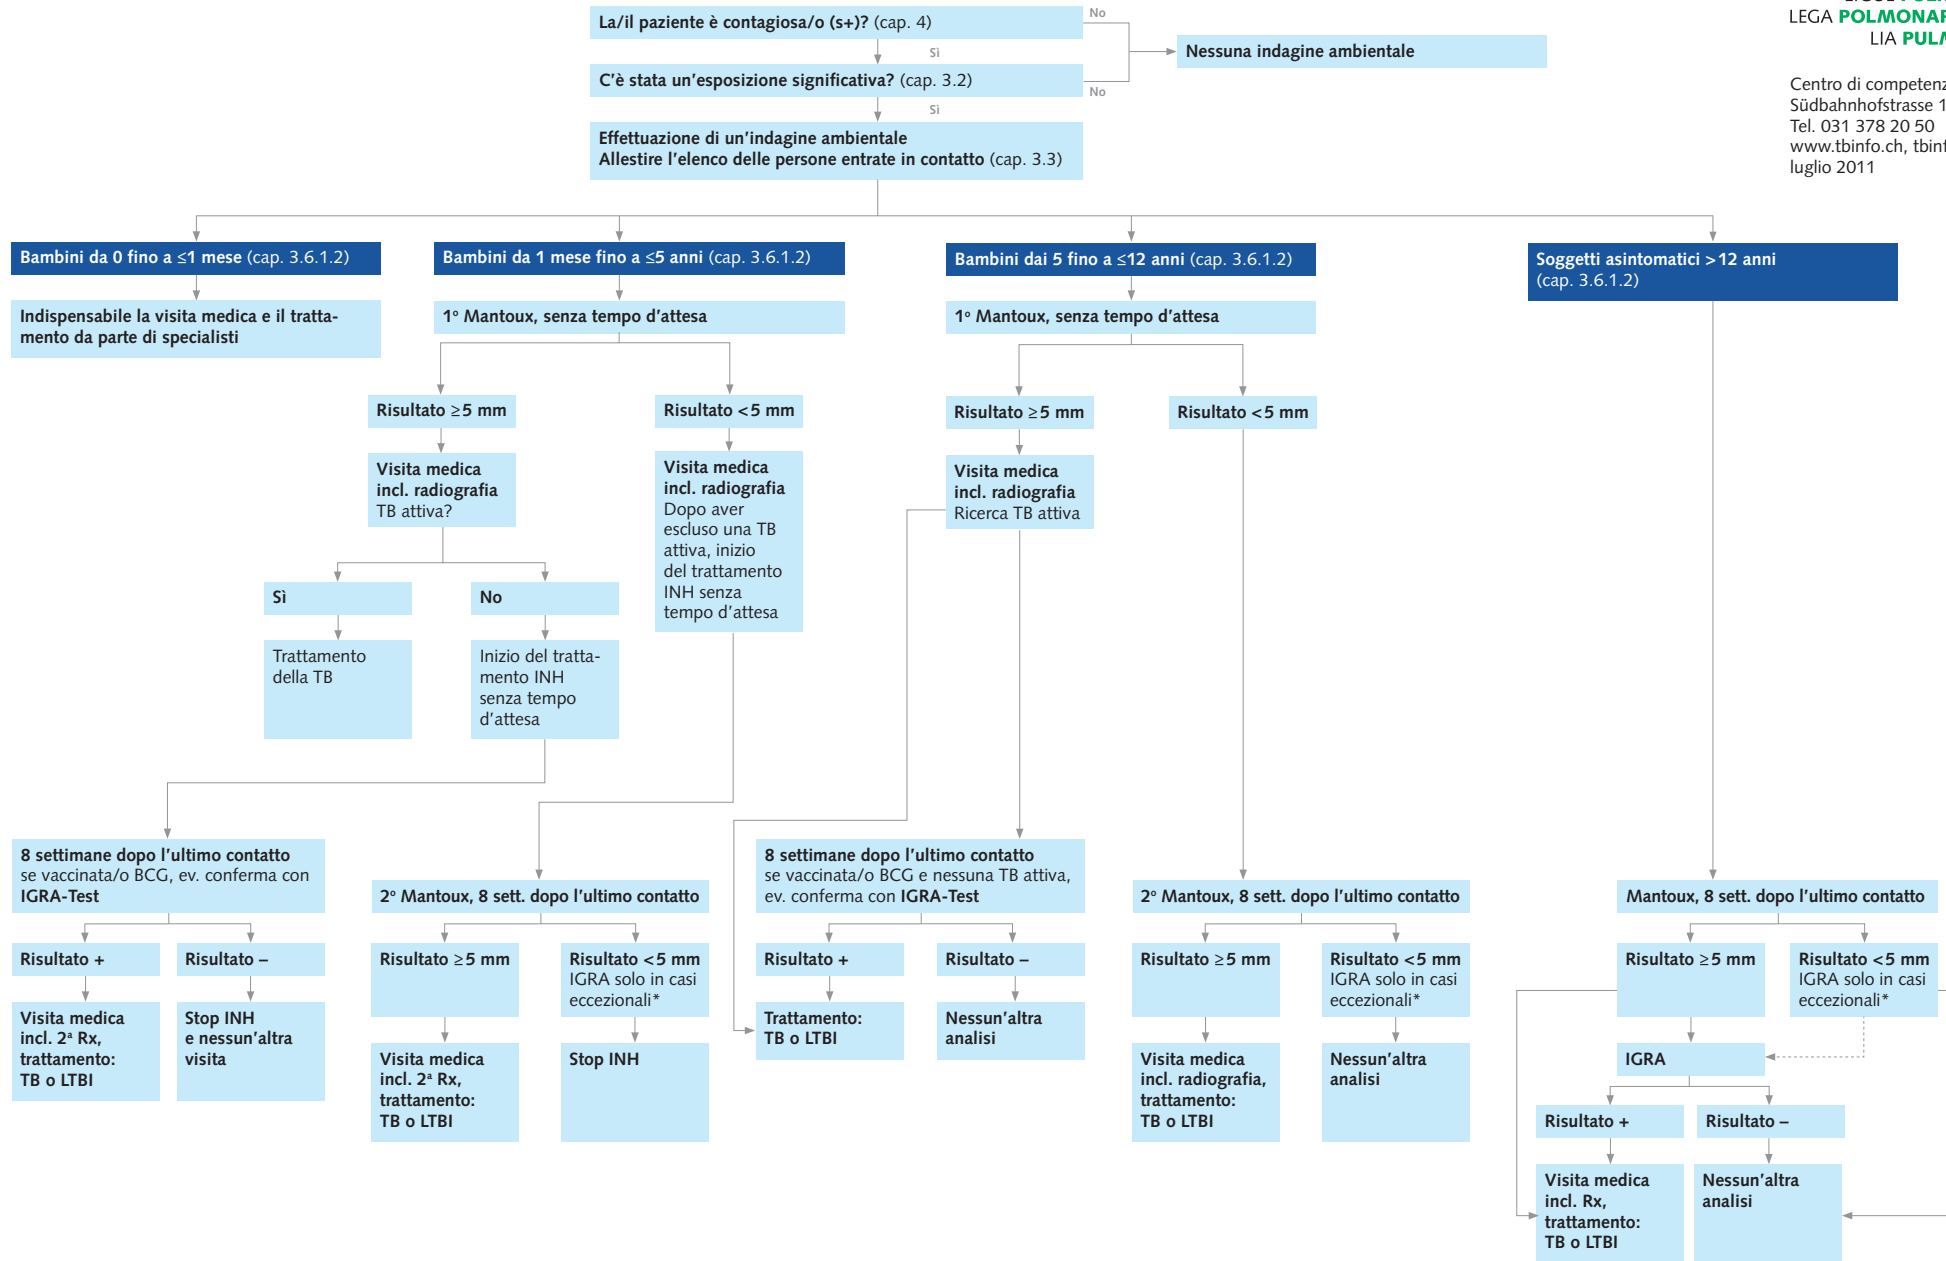 La/il paziente è contagiosa/o (s+)? (cap. 4)
No
Sì
C'è stata un'esposizione significativa? (cap. 3.2)
No
Sì
Nessuna indagine ambientale
Effettuazione di un'indagine ambientale
Allestire l'elenco delle persone entrate in contatto (cap. 3.3)
LEGA POLMONAR
LIA PULM
Centro di competenz
Südbahnhofstrasse 1
Tel. 031 378 20 50
www.tbinfo.ch, tbinf
luglio 2011
Bambini da 0 fino a ≤1 mese (cap. 3.6.1.2)
Indispensabile la visita medica e il tratta-
mento da parte di specialisti
Bambini da 1 mese fino a ≤5 anni (cap. 3.6.1.2)
1º Mantoux, senza tempo d'attesa
Risultato ≥5 mm
Visita medica
incl. radiografia
TB attiva?
Sì
Trattamento
della TB
No
Inizio del tratta-
mento INH
senza tempo
d'attesa
Risultato <5 mm
Visita medica
incl. radiografia
Dopo aver
escluso una TB
attiva, inizio
del trattamento
INH senza
tempo d'attesa
8 settimane dopo l'ultimo contatto
se vaccinata/o BCG, ev. conferma con
IGRA-Test
Risultato +
Visita medica
incl. 2ª Rx,
trattamento:
TB o LTBI
Risultato –
Stop INH
e nessun'altra
visita
2º Mantoux, 8 sett. dopo l'ultimo contatto
Risultato ≥5 mm
Visita medica
incl. 2ª Rx,
trattamento:
TB o LTBI
Risultato <5 mm
IGRA solo in casi
eccezionali*
Stop INH
Bambini dai 5 fino a ≤12 anni (cap. 3.6.1.2)
1º Mantoux, senza tempo d'attesa
Risultato ≥5 mm
Visita medica
incl. radiografia
Ricerca TB attiva
Risultato <5 mm
8 settimane dopo l'ultimo contatto
se vaccinata/o BCG e nessuna TB attiva,
ev. conferma con IGRA-Test
Risultato +
Trattamento:
TB o LTBI
Risultato –
Nessun'altra
analisi
2º Mantoux, 8 sett. dopo l'ultimo contatto
Risultato ≥5 mm
Visita medica
incl. radiografia,
trattamento:
TB o LTBI
Risultato <5 mm
IGRA solo in casi
eccezionali*
Nessun'altra
analisi
Soggetti asintomatici >12 anni
(cap. 3.6.1.2)
Mantoux, 8 sett. dopo l'ultimo contatto
Risultato ≥5 mm
Risultato <5 mm
IGRA solo in casi
eccezionali*
IGRA
Risultato +
Visita medica
incl. Rx,
trattamento:
TB o LTBI
Risultato –
Nessun'altra
analisi